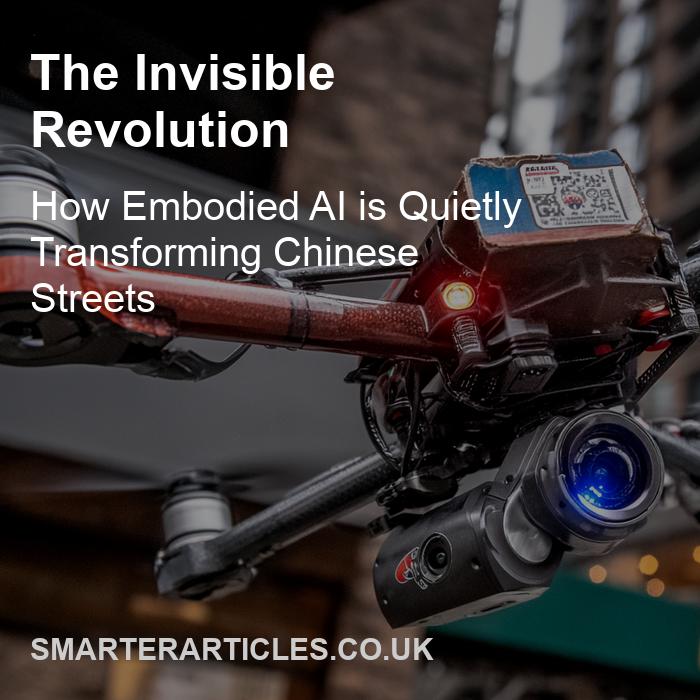 The Invisible
Revolution
How Embodied AI is Quietly
Transforming Chinese
Streets
SMARTERARTICLES.CO.UK